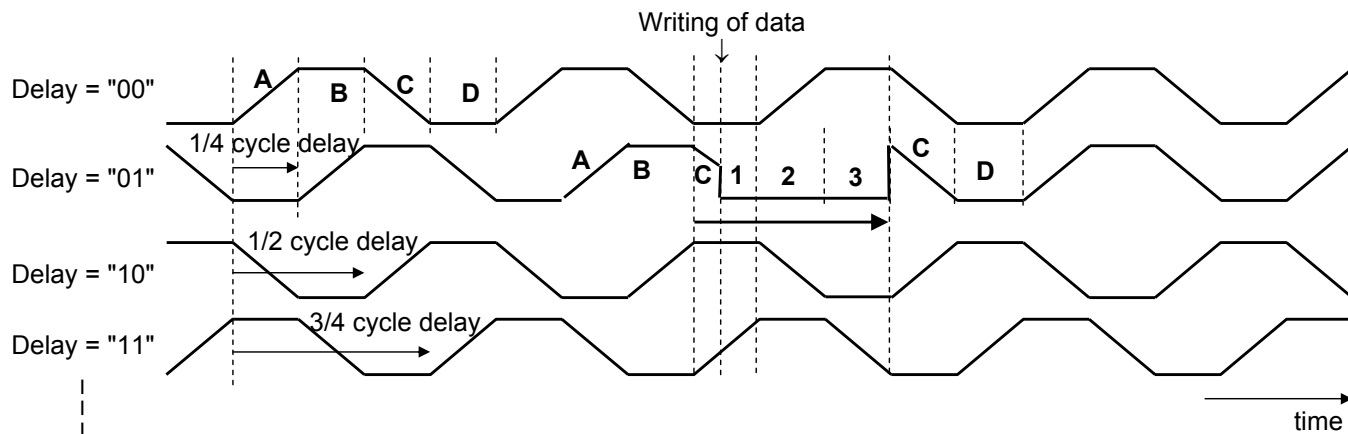 Writing of data
Delay = "00"
A
B
C
D
1/4 cycle delay
Delay = "01"
A
B
C
1
2
3
C
D
1/2 cycle delay
Delay = "10"
3/4 cycle delay
Delay = "11"
time